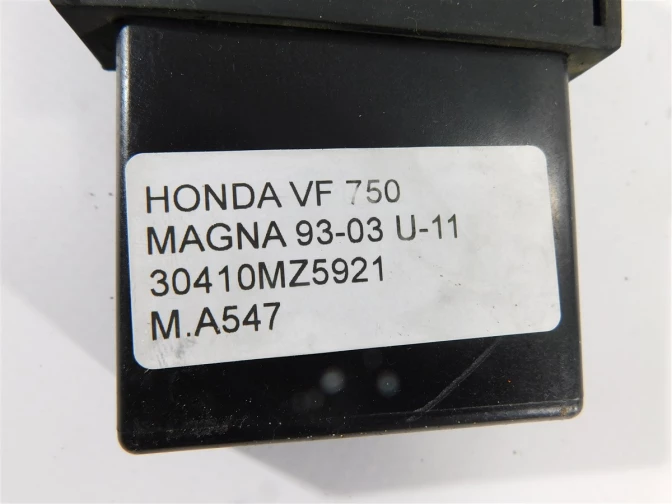 HONDA VF 750
MAGNA 93-03 U-11
30410MZ5921
M.A547